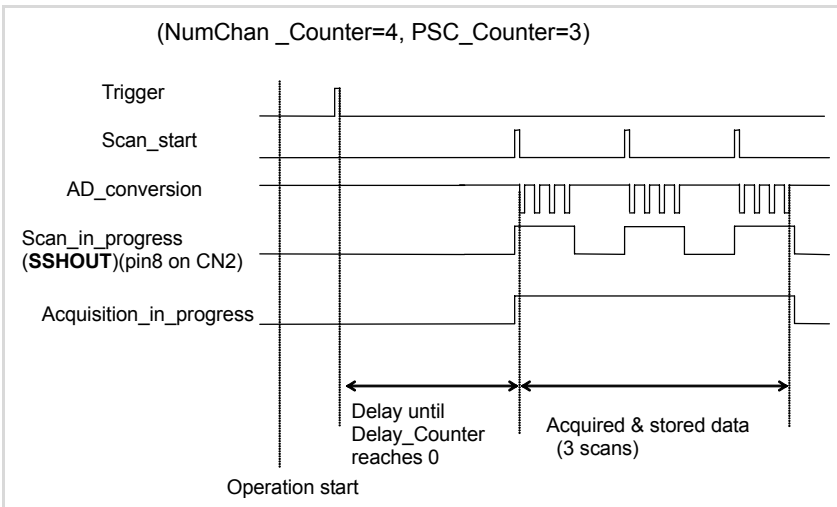 (NumChan _Counter=4, PSC_Counter=3)
Trigger
Scan_start
AD_conversion
Scan_in_progress
(SSHOUT)(pin8 on CN2)
Acquisition_in_progress
Delay until
Delay_Counter
reaches 0
Acquired & stored data
(3 scans)
Operation start